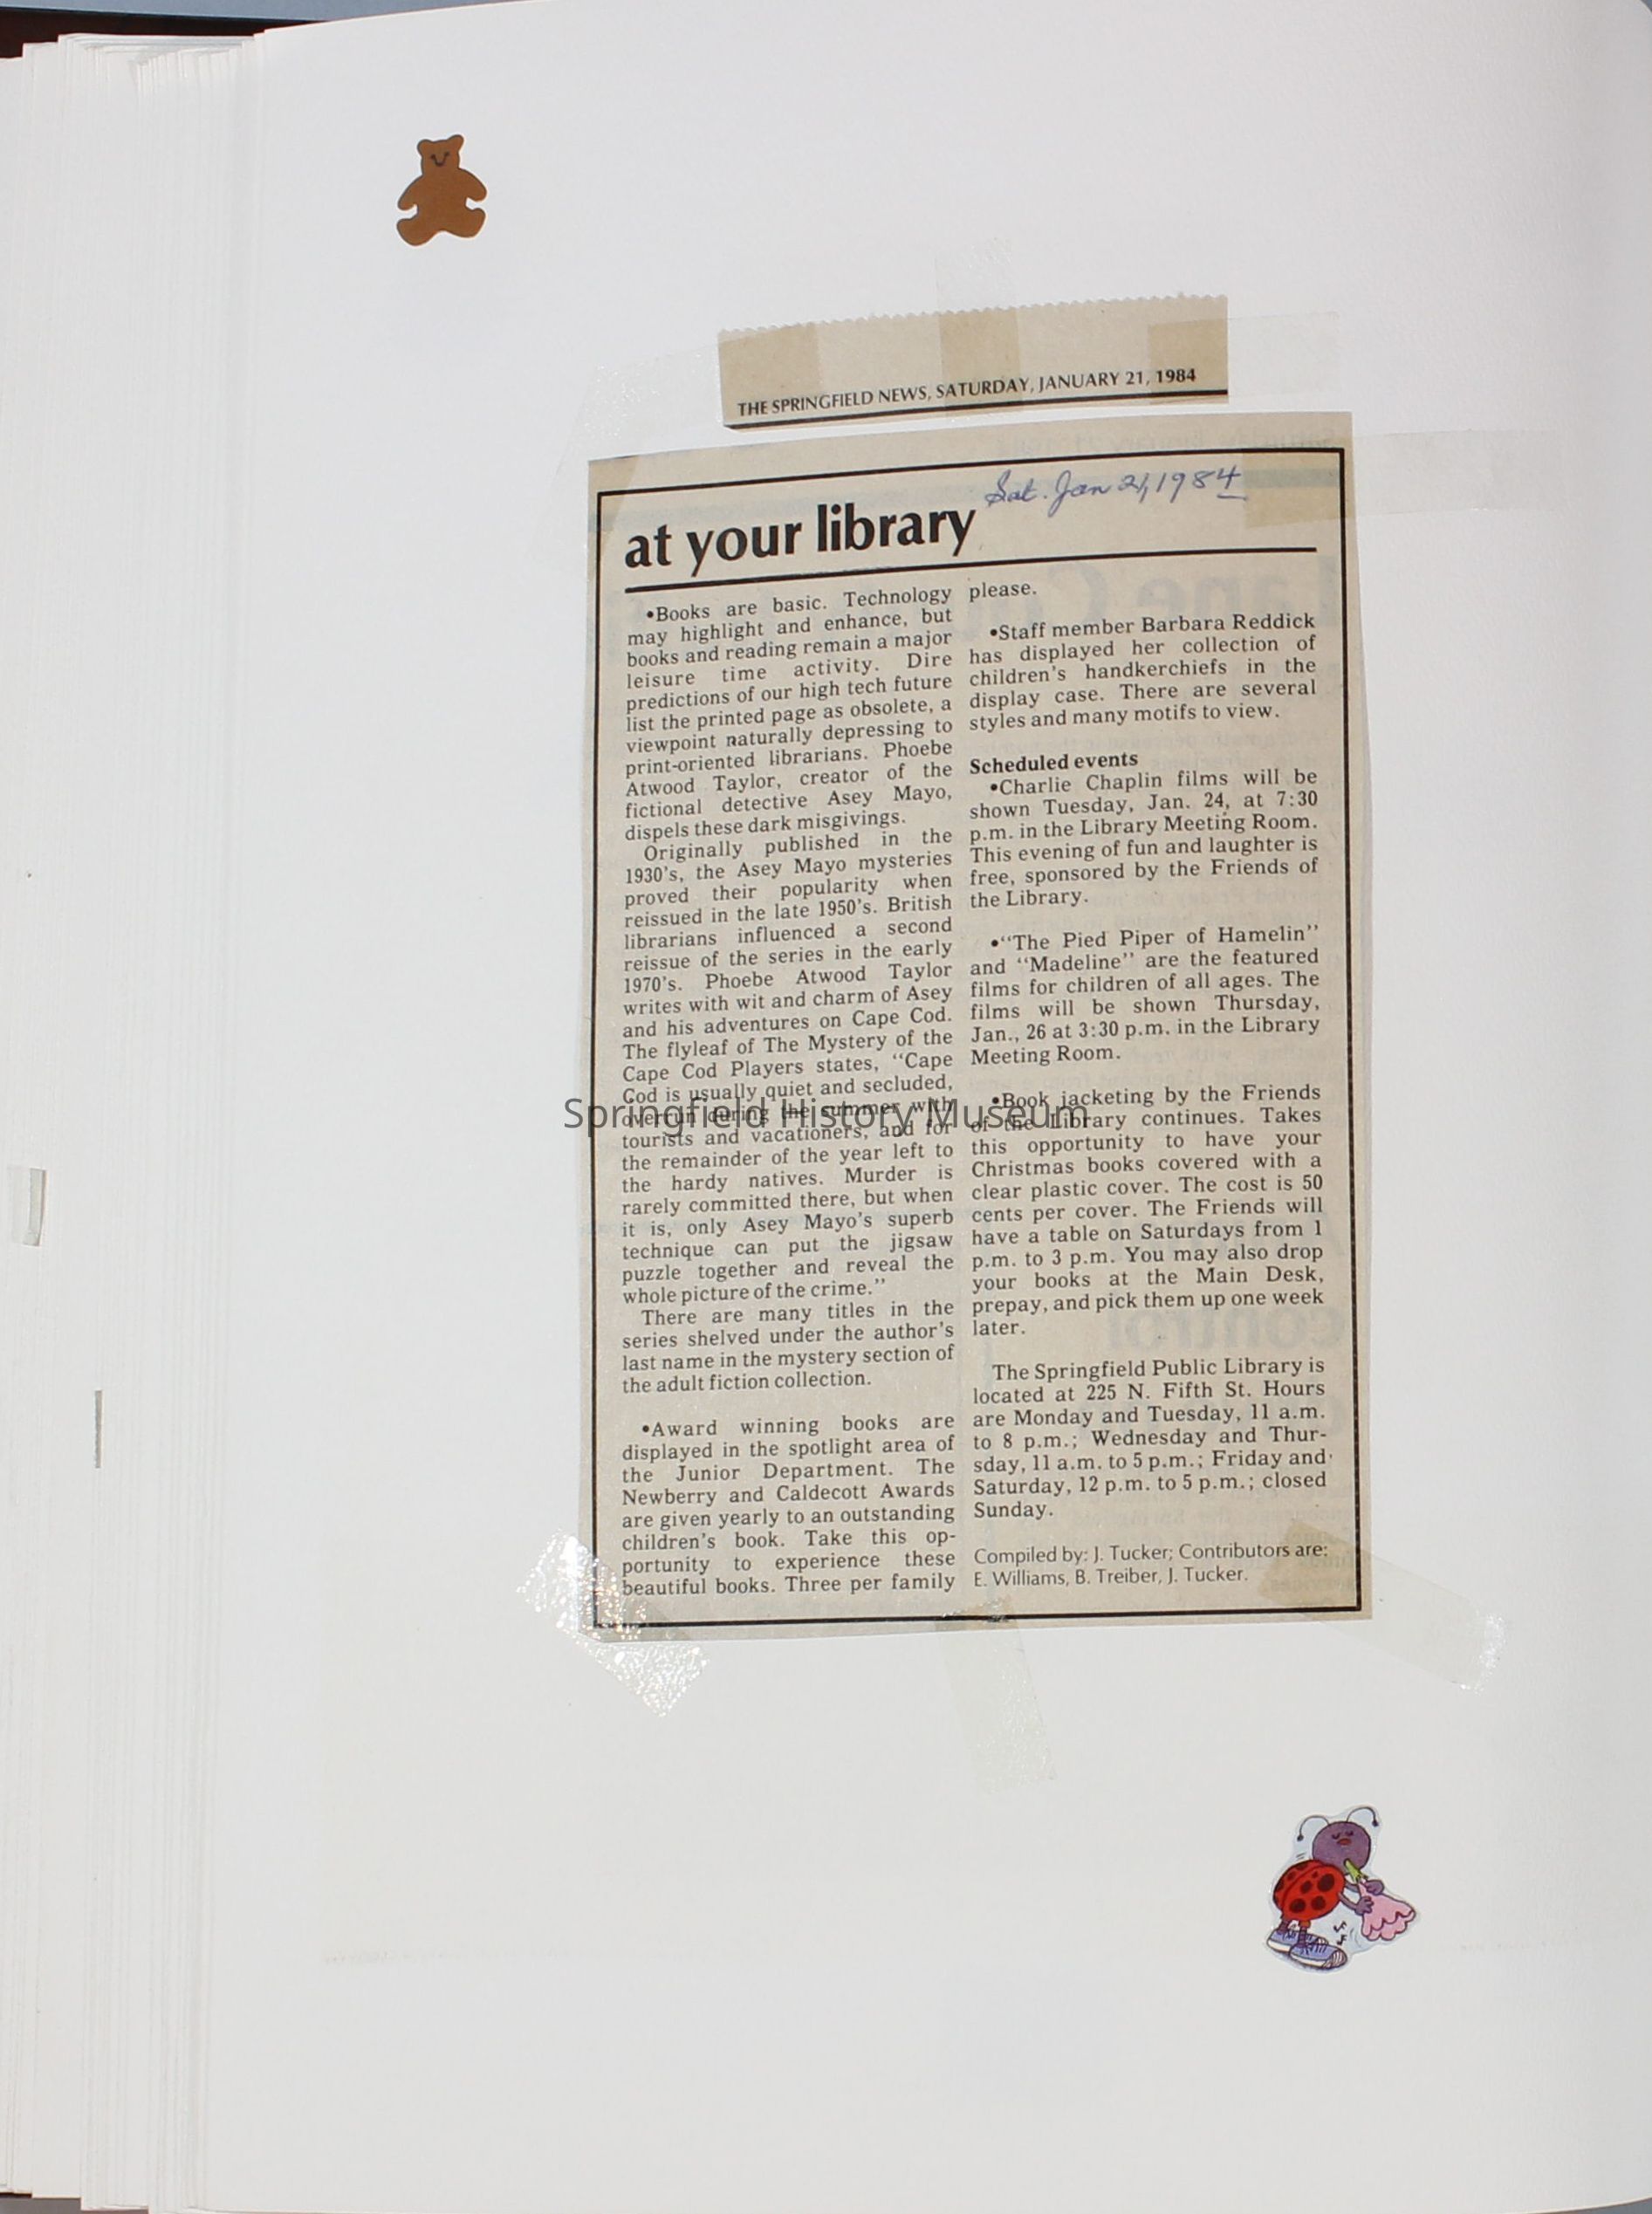 THE SPRINGFIELD NEWS, SATURDAY, JANUARY 21, 1984
Sat. Jan 21, 1984
at your library
•Books are basic. Technology
may highlight and enhance, but
books and reading remain a major
leisure time activity. Dire
predictions of our high tech future
list the printed page as obsolete, a
viewpoint naturally depressing to
print-oriented librarians. Phoebe
Atwood Taylor, creator of the
fictional detective Asey Mayo,
dispels these dark misgivings.
Originally published in the
1930's, the Asey Mayo mysteries
proved their popularity when
reissued in the late 1950's. British
librarians influenced a second
reissue of the series in the early
1970's. Phoebe Atwood Taylor
writes with wit and charm of Asey
and his adventures on Cape Cod.
The flyleaf of The Mystery of the
Cape Cod Players states, "Cape
Cod is usually quiet and secluded,
overrun during the summer with
tourists and vacationers, and for
the remainder of the year left to
the hardy natives. Murder is
rarely committed there, but when
it is, only Asey Mayo's superb
technique can put the jigsaw
puzzle together and reveal the
whole picture of the crime."
There are many titles in the
series shelved under the author's
last name in the mystery section of
the adult fiction collection.
•Award winning books are
displayed in the spotlight area of
the Junior Department. The
Newberry and Caldecott Awards
are given yearly to an outstanding
children's book. Take this op-
portunity to experience these
beautiful books. Three per family
please.
•Staff member Barbara Reddick
has displayed her collection of
children's handkerchiefs in the
display case. There are several
styles and many motifs to view.
Scheduled events
•Charlie Chaplin films will be
shown Tuesday, Jan. 24, at 7:30
p.m. in the Library Meeting Room.
This evening of fun and laughter is
free, sponsored by the Friends of
the Library.
•"The Pied Piper of Hamelin"
and "Madeline" are the featured
films for children of all ages. The
films will be shown Thursday,
Jan., 26 at 3:30 p.m. in the Library
Meeting Room.
•Book jacketing by the Friends
of the Library continues. Takes
this opportunity to have your
Christmas books covered with a
clear plastic cover. The cost is 50
cents per cover. The Friends will
have a table on Saturdays from 1
p.m. to 3 p.m. You may also drop
your books at the Main Desk,
prepay, and pick them up one week
later.
The Springfield Public Library is
located at 225 N. Fifth St. Hours
are Monday and Tuesday, 11 a.m.
to 8 p.m.; Wednesday and Thur-
sday, 11 a.m. to 5 p.m.; Friday and
Saturday, 12 p.m. to 5 p.m.; closed
Sunday.
Compiled by: J. Tucker; Contributors are:
E. Williams, B. Treiber, J. Tucker.
Springfield History Museum